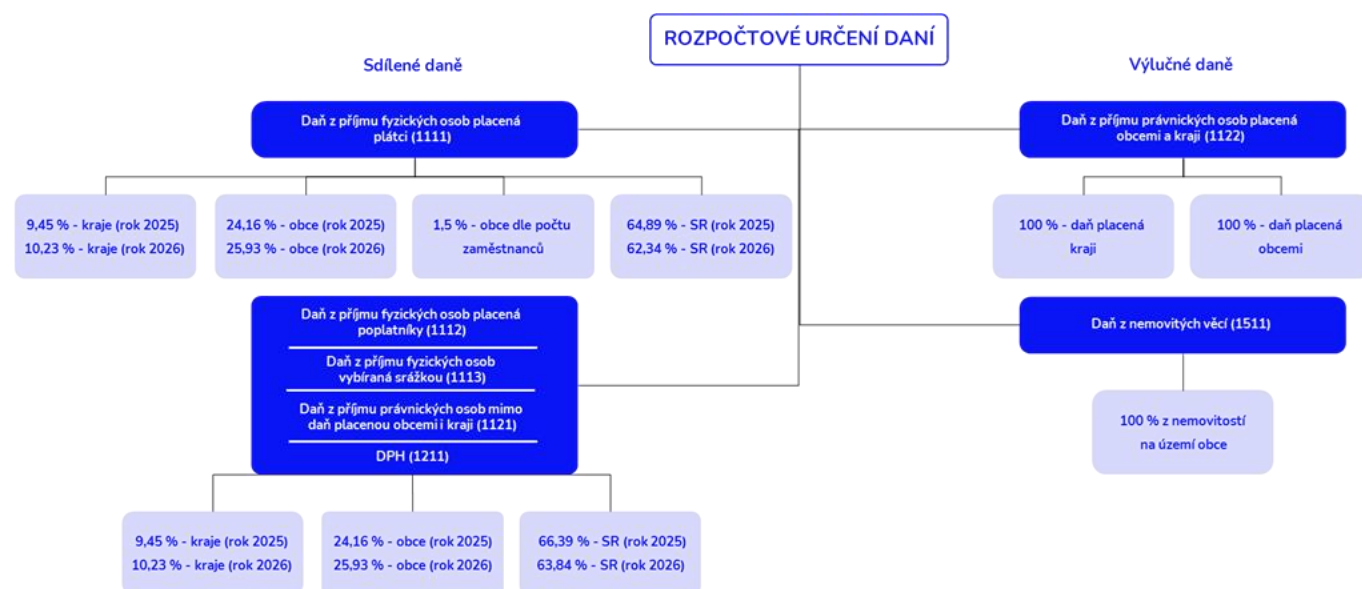 ROZPOČTOVÉ URČENÍ DANÍ
Sdílené daně
Výlučné daně
Daň z příjmu fyzických osob placená
plátci (1111)
Daň z příjmu právnických osob placená
obcemi a kraji (1122)
9,45 % - kraje (rok 2025)
10,23 % - kraje (rok 2026)
24,16 % - obce (rok 2025)
25,93 % - obce (rok 2026)
1,5 % - obce dle počtu
zaměstnanců
64,89 % - SR (rok 2025)
62,34 % - SR (rok 2026)
100 % - daň placená
kraji
100 % - daň placená
obcemi
Daň z příjmu fyzických osob placená
poplatníky (1112)
Daň z příjmu fyzických osob
vybíraná srážkou (1113)
Daň z příjmu právnických osob mimo
daň placenou obcemi i kraji (1121)
DPH (1211)
Daň z nemovitých věcí (1511)
100 % z nemovitostí
na území obce
9,45 % - kraje (rok 2025)
10,23 % - kraje (rok 2026)
24,16 % - obce (rok 2025)
25,93 % - obce (rok 2026)
66,39 % - SR (rok 2025)
63,84 % - SR (rok 2026)